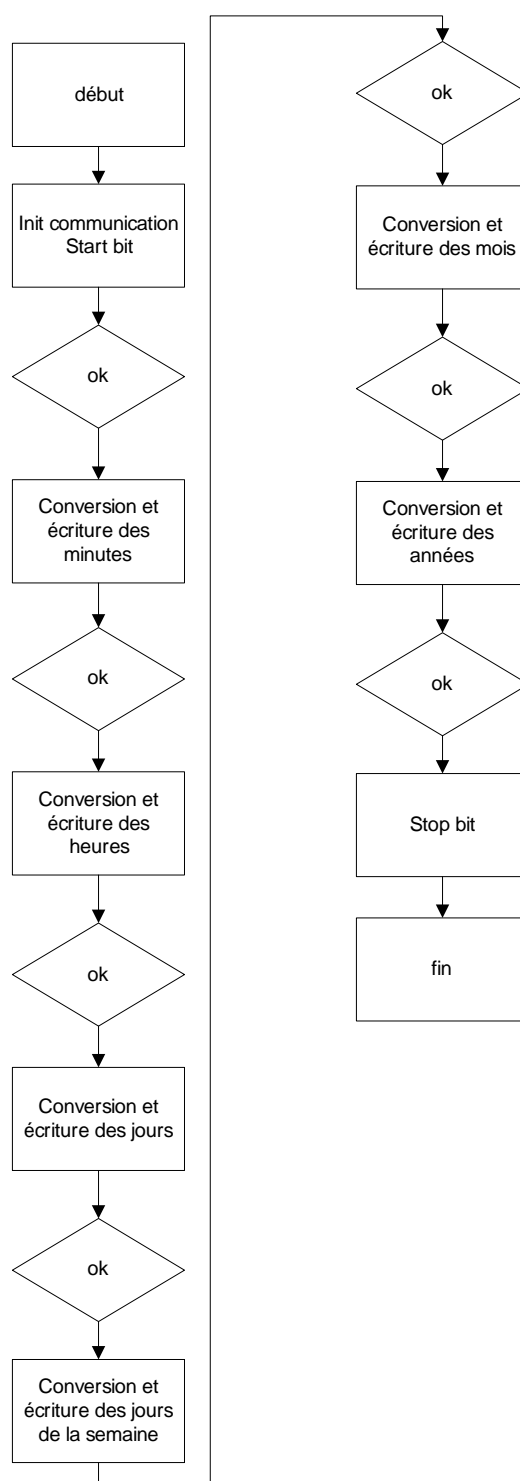 début
Init communication
Start bit
ok
Conversion et
écriture des
minutes
ok
Conversion et
écriture des
heures
ok
Conversion et
écriture des jours
ok
Conversion et
écriture des jours
de la semaine
ok
Conversion et
écriture des mois
ok
Conversion et
écriture des
années
ok
Stop bit
fin